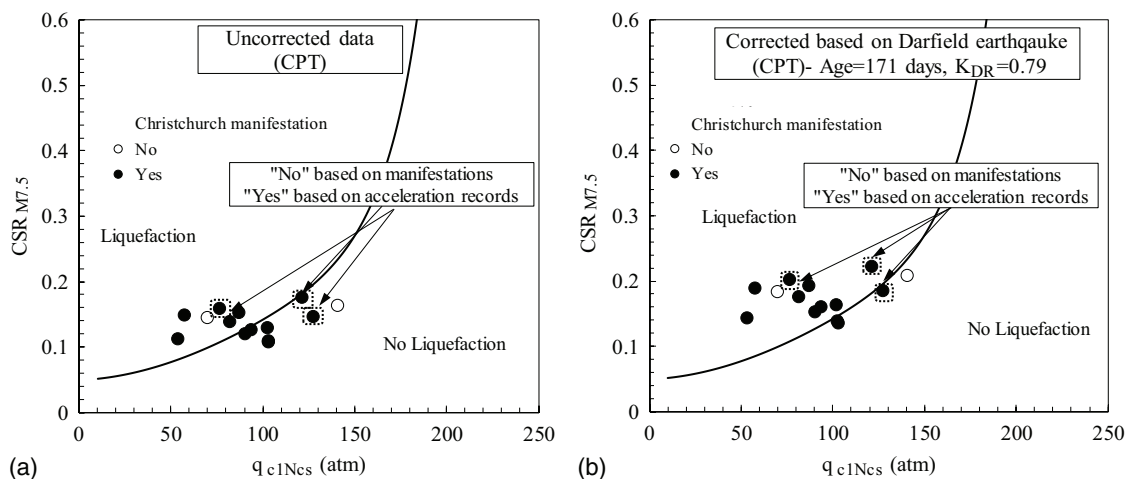 0.6
0.5
0.4
0.3
0.2
0.1
0
CSR M7.5
Uncorrected data
(CPT)
Christchurch manifestation
No
Yes
"No" based on manifestations
"Yes" based on acceleration records
Liquefaction
No Liquefaction
0 50 100 150 200 250
q c1Ncs (atm)
(a)
0.6
0.5
0.4
0.3
0.2
0.1
0
CSR M7.5
Corrected based on Darfield earthqauke
(CPT)- Age=171 days, KDR=0.79
Christchurch manifestation
No
Yes
"No" based on manifestations
"Yes" based on acceleration records
Liquefaction
No Liquefaction
0 50 100 150 200 250
q c1Ncs (atm)
(b)